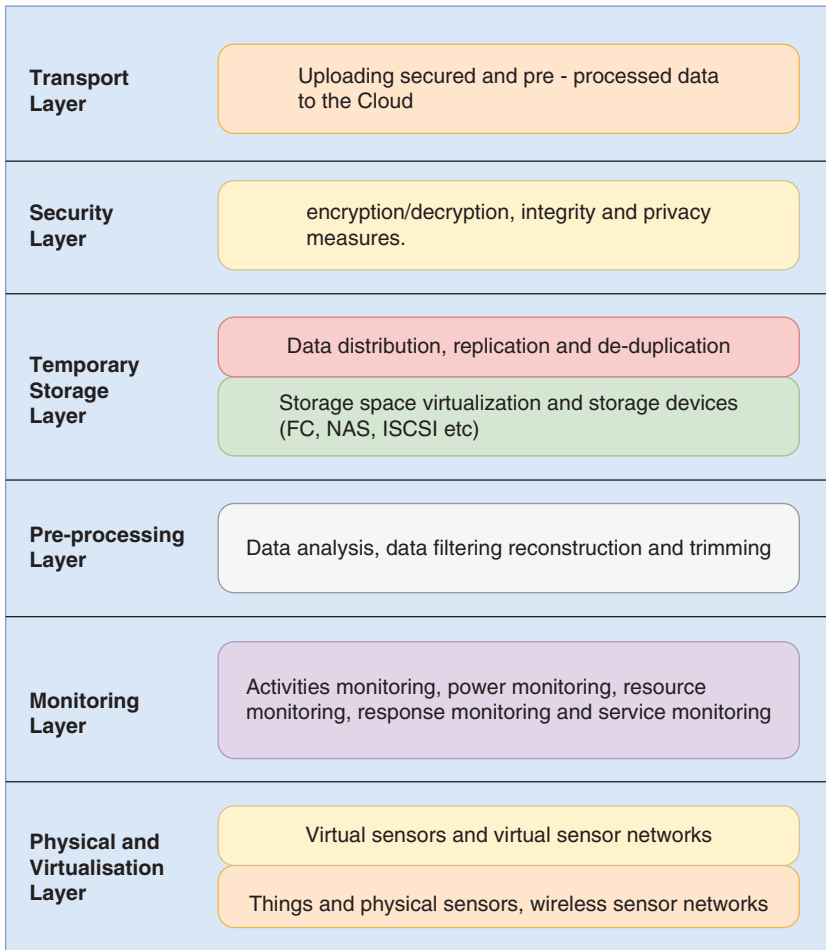 Transport
Layer
Uploading secured and pre - processed data
to the Cloud
Security
Layer
encryption/decryption, integrity and privacy
measures.
Temporary
Storage
Layer
Data distribution, replication and de-duplication
Storage space virtualization and storage devices
(FC, NAS, ISCSI etc)
Pre-processing
Layer
Data analysis, data filtering reconstruction and trimming
Monitoring
Layer
Activities monitoring, power monitoring, resource
monitoring, response monitoring and service monitoring
Physical and
Virtualisation
Layer
Virtual sensors and virtual sensor networks
Things and physical sensors, wireless sensor networks